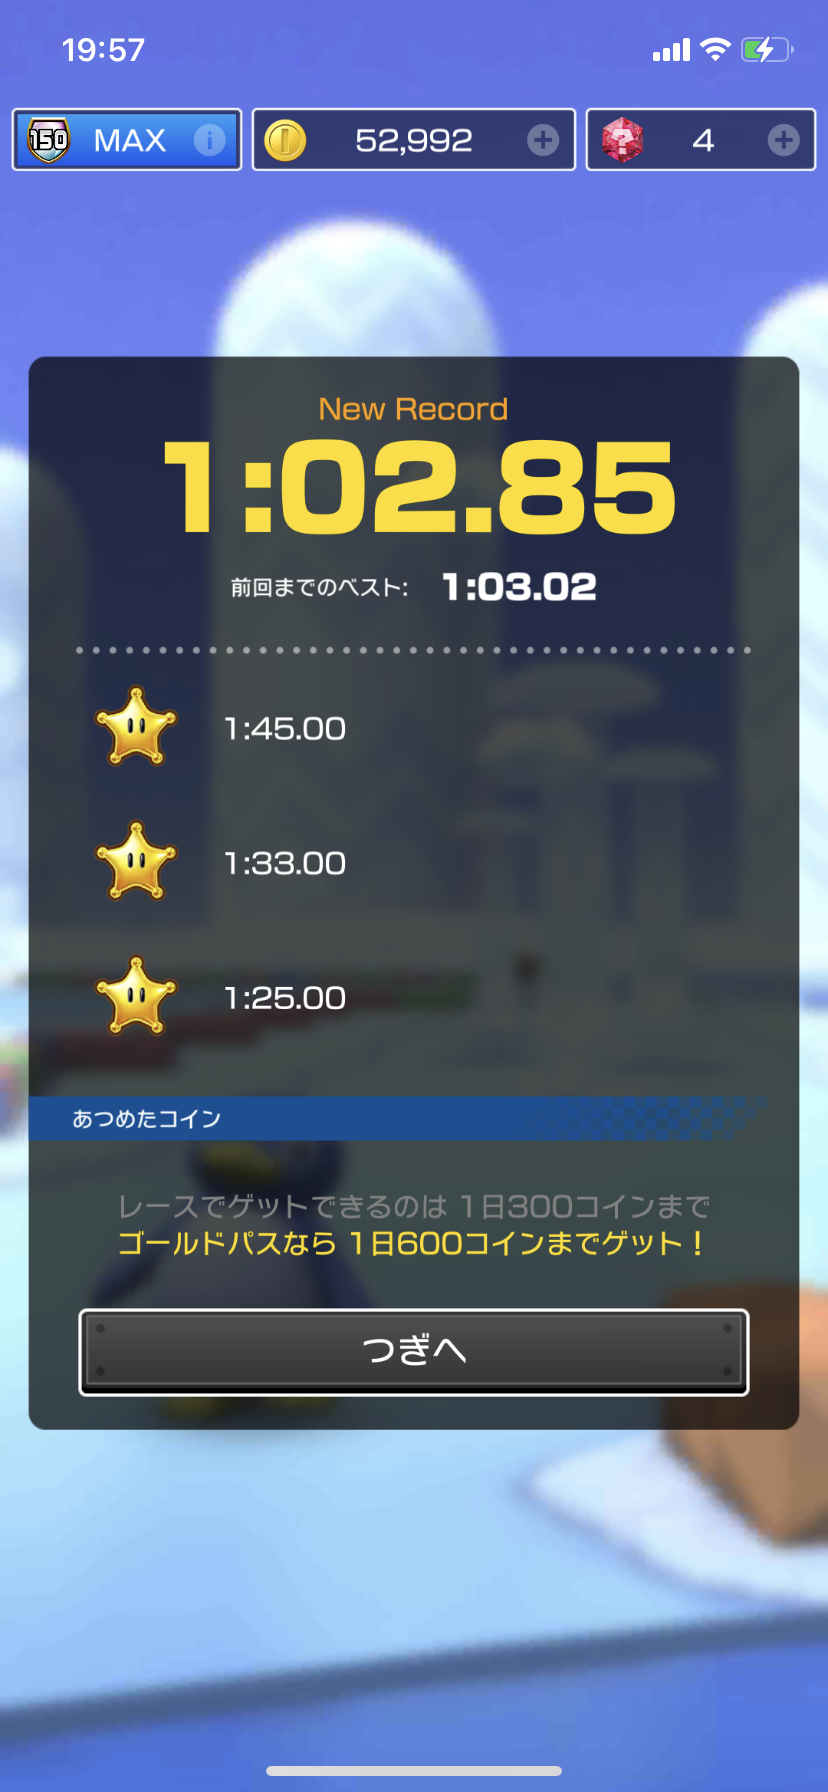 19:57
150 MAX i 52,992 4
New Record
1:02.85
前回までのベスト: 1:03.02
1:45.00
1:33.00
1:25.00
あつめたコイン
レースでゲットできるのは 1日300コインまで
ゴールドパスなら 1日600コインまでゲット！
つぎへ